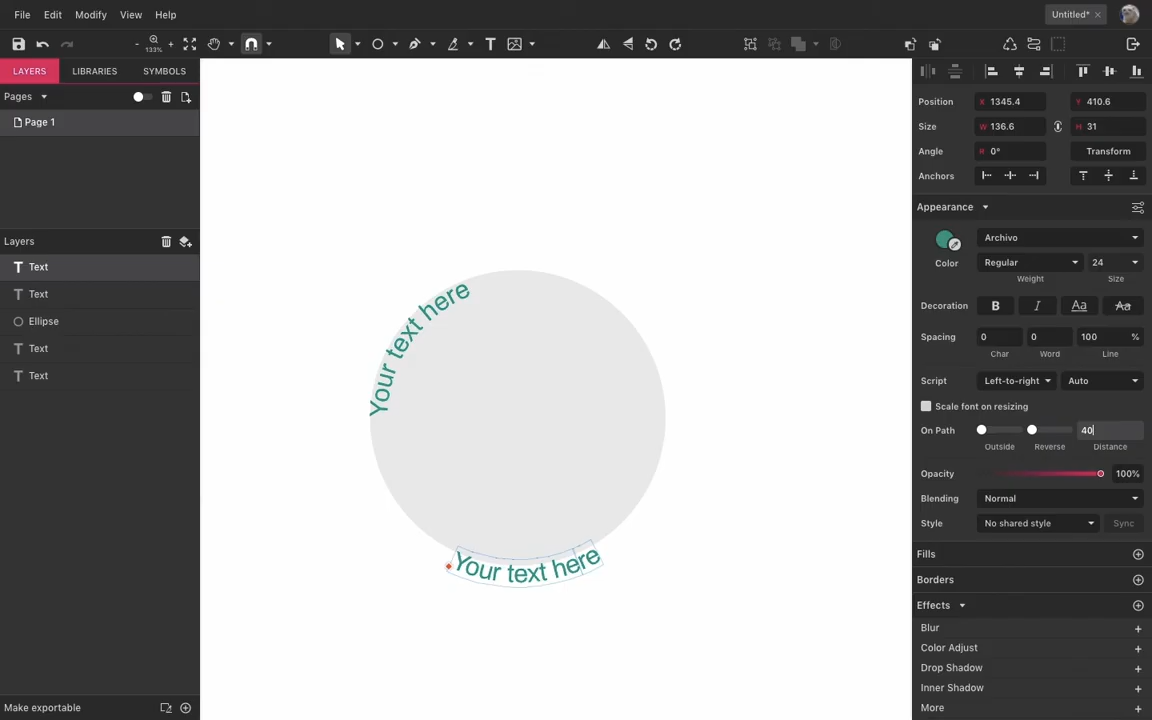 File Edit Modify View Help Untitled*
- 133% +
LAYERS LIBRARIES SYMBOLS
Pages
Page 1
Layers
Text
Text
Ellipse
Text
Text
Make exportable
Your text here
Your text here
Position X 1345.4 Y 410.6
Size W 136.6 H 31
Angle R 0° Transform
Anchors
Appearance
Color Archivo
Regular 24
Weight Size
Decoration B I Aa Aa
Spacing 0 0 100 %
Char Word Line
Script Left-to-right Auto
Scale font on resizing
On Path 40
Outside Reverse Distance
Opacity 100%
Blending Normal
Style No shared style Sync
Fills
Borders
Effects
Blur
Color Adjust
Drop Shadow
Inner Shadow
More